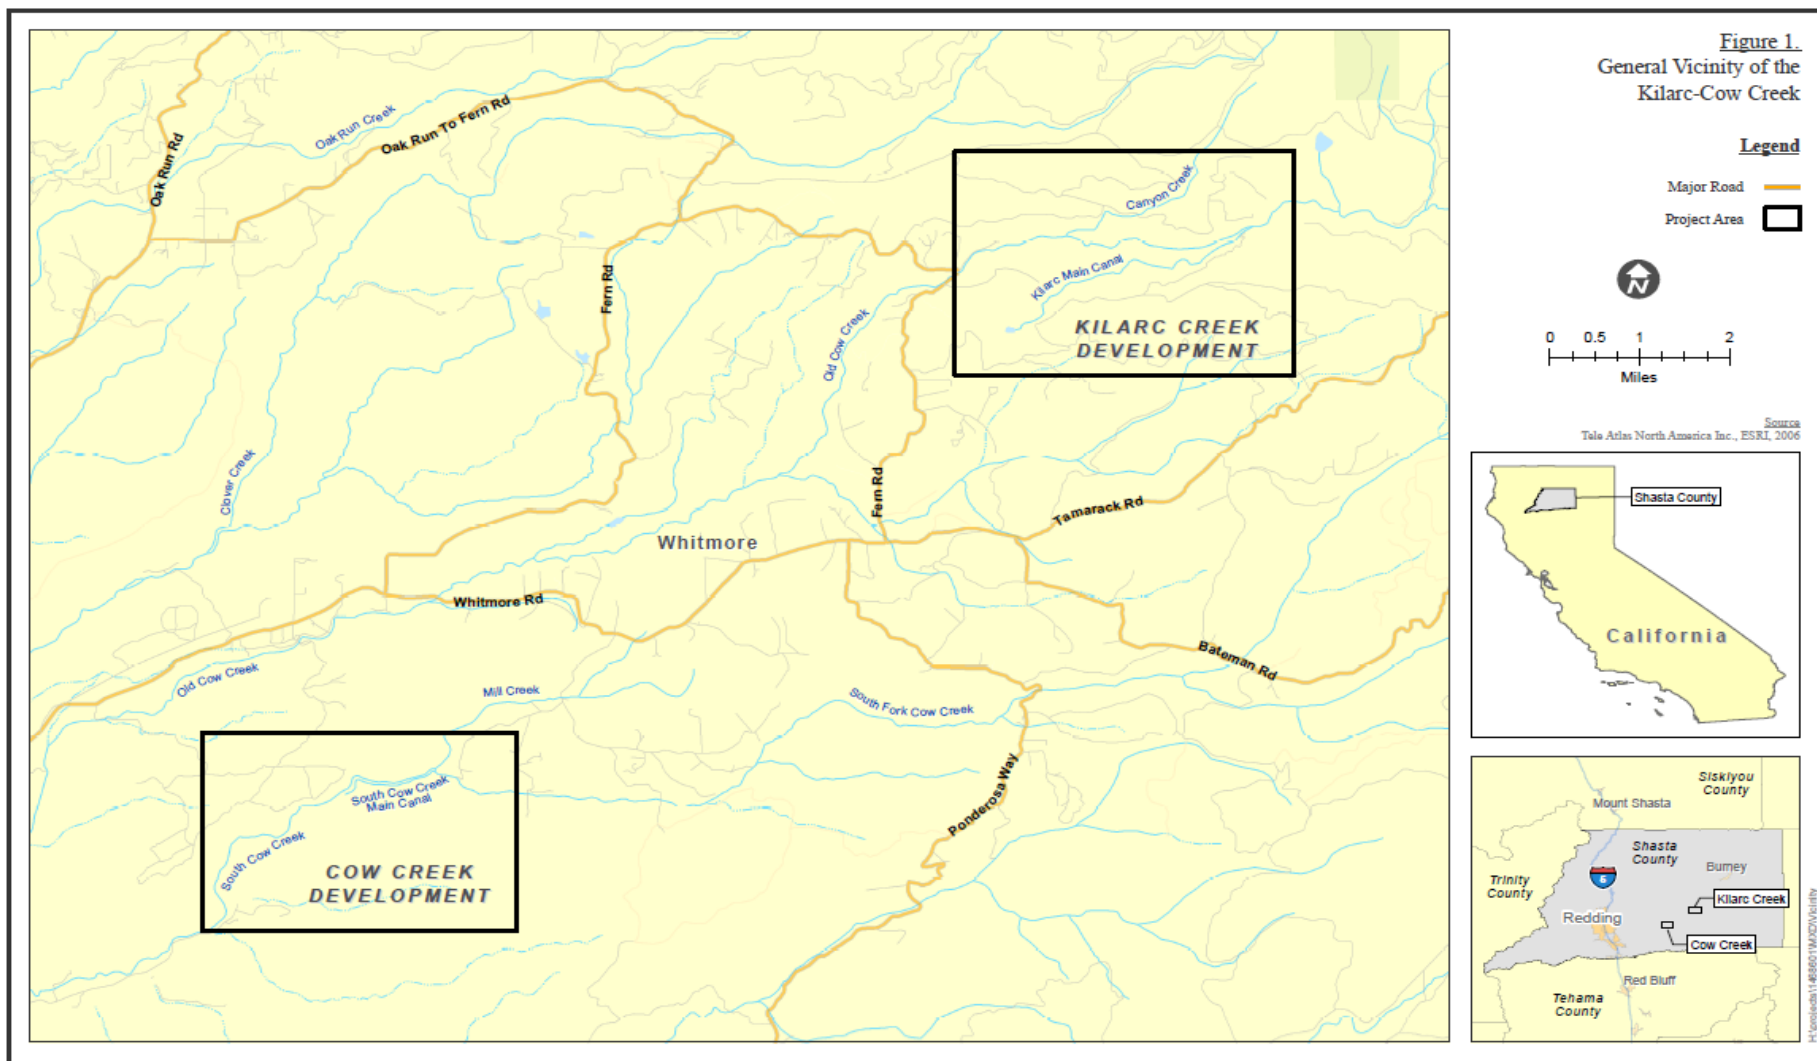 Figure 1.
General Vicinity of the
Kilarc-Cow Creek
Legend
Major Road
Project Area
N
0 0.5 1 2
Miles
Source
Tele Atlas North America Inc., ESRI, 2006
Oak Run Creek
Oak Run To Fern Rd
Oak Run Rd
Canyon Creek
Kilarc Main Canal
KILARC CREEK
DEVELOPMENT
Fern Rd
Old Cow Creek
Clover Creek
Fern Rd
Tamarack Rd
Whitmore
Whitmore Rd
Bateman Rd
Old Cow Creek
Mill Creek
South Fork Cow Creek
South Cow Creek
Main Canal
Ponderosa Way
South Cow Creek
COW CREEK
DEVELOPMENT
Shasta County
California
Siskiyou
County
Mount Shasta
Shasta
County
Burney
Trinity
County
Kilarc Creek
Redding
Cow Creek
Red Bluff
Tehama
County